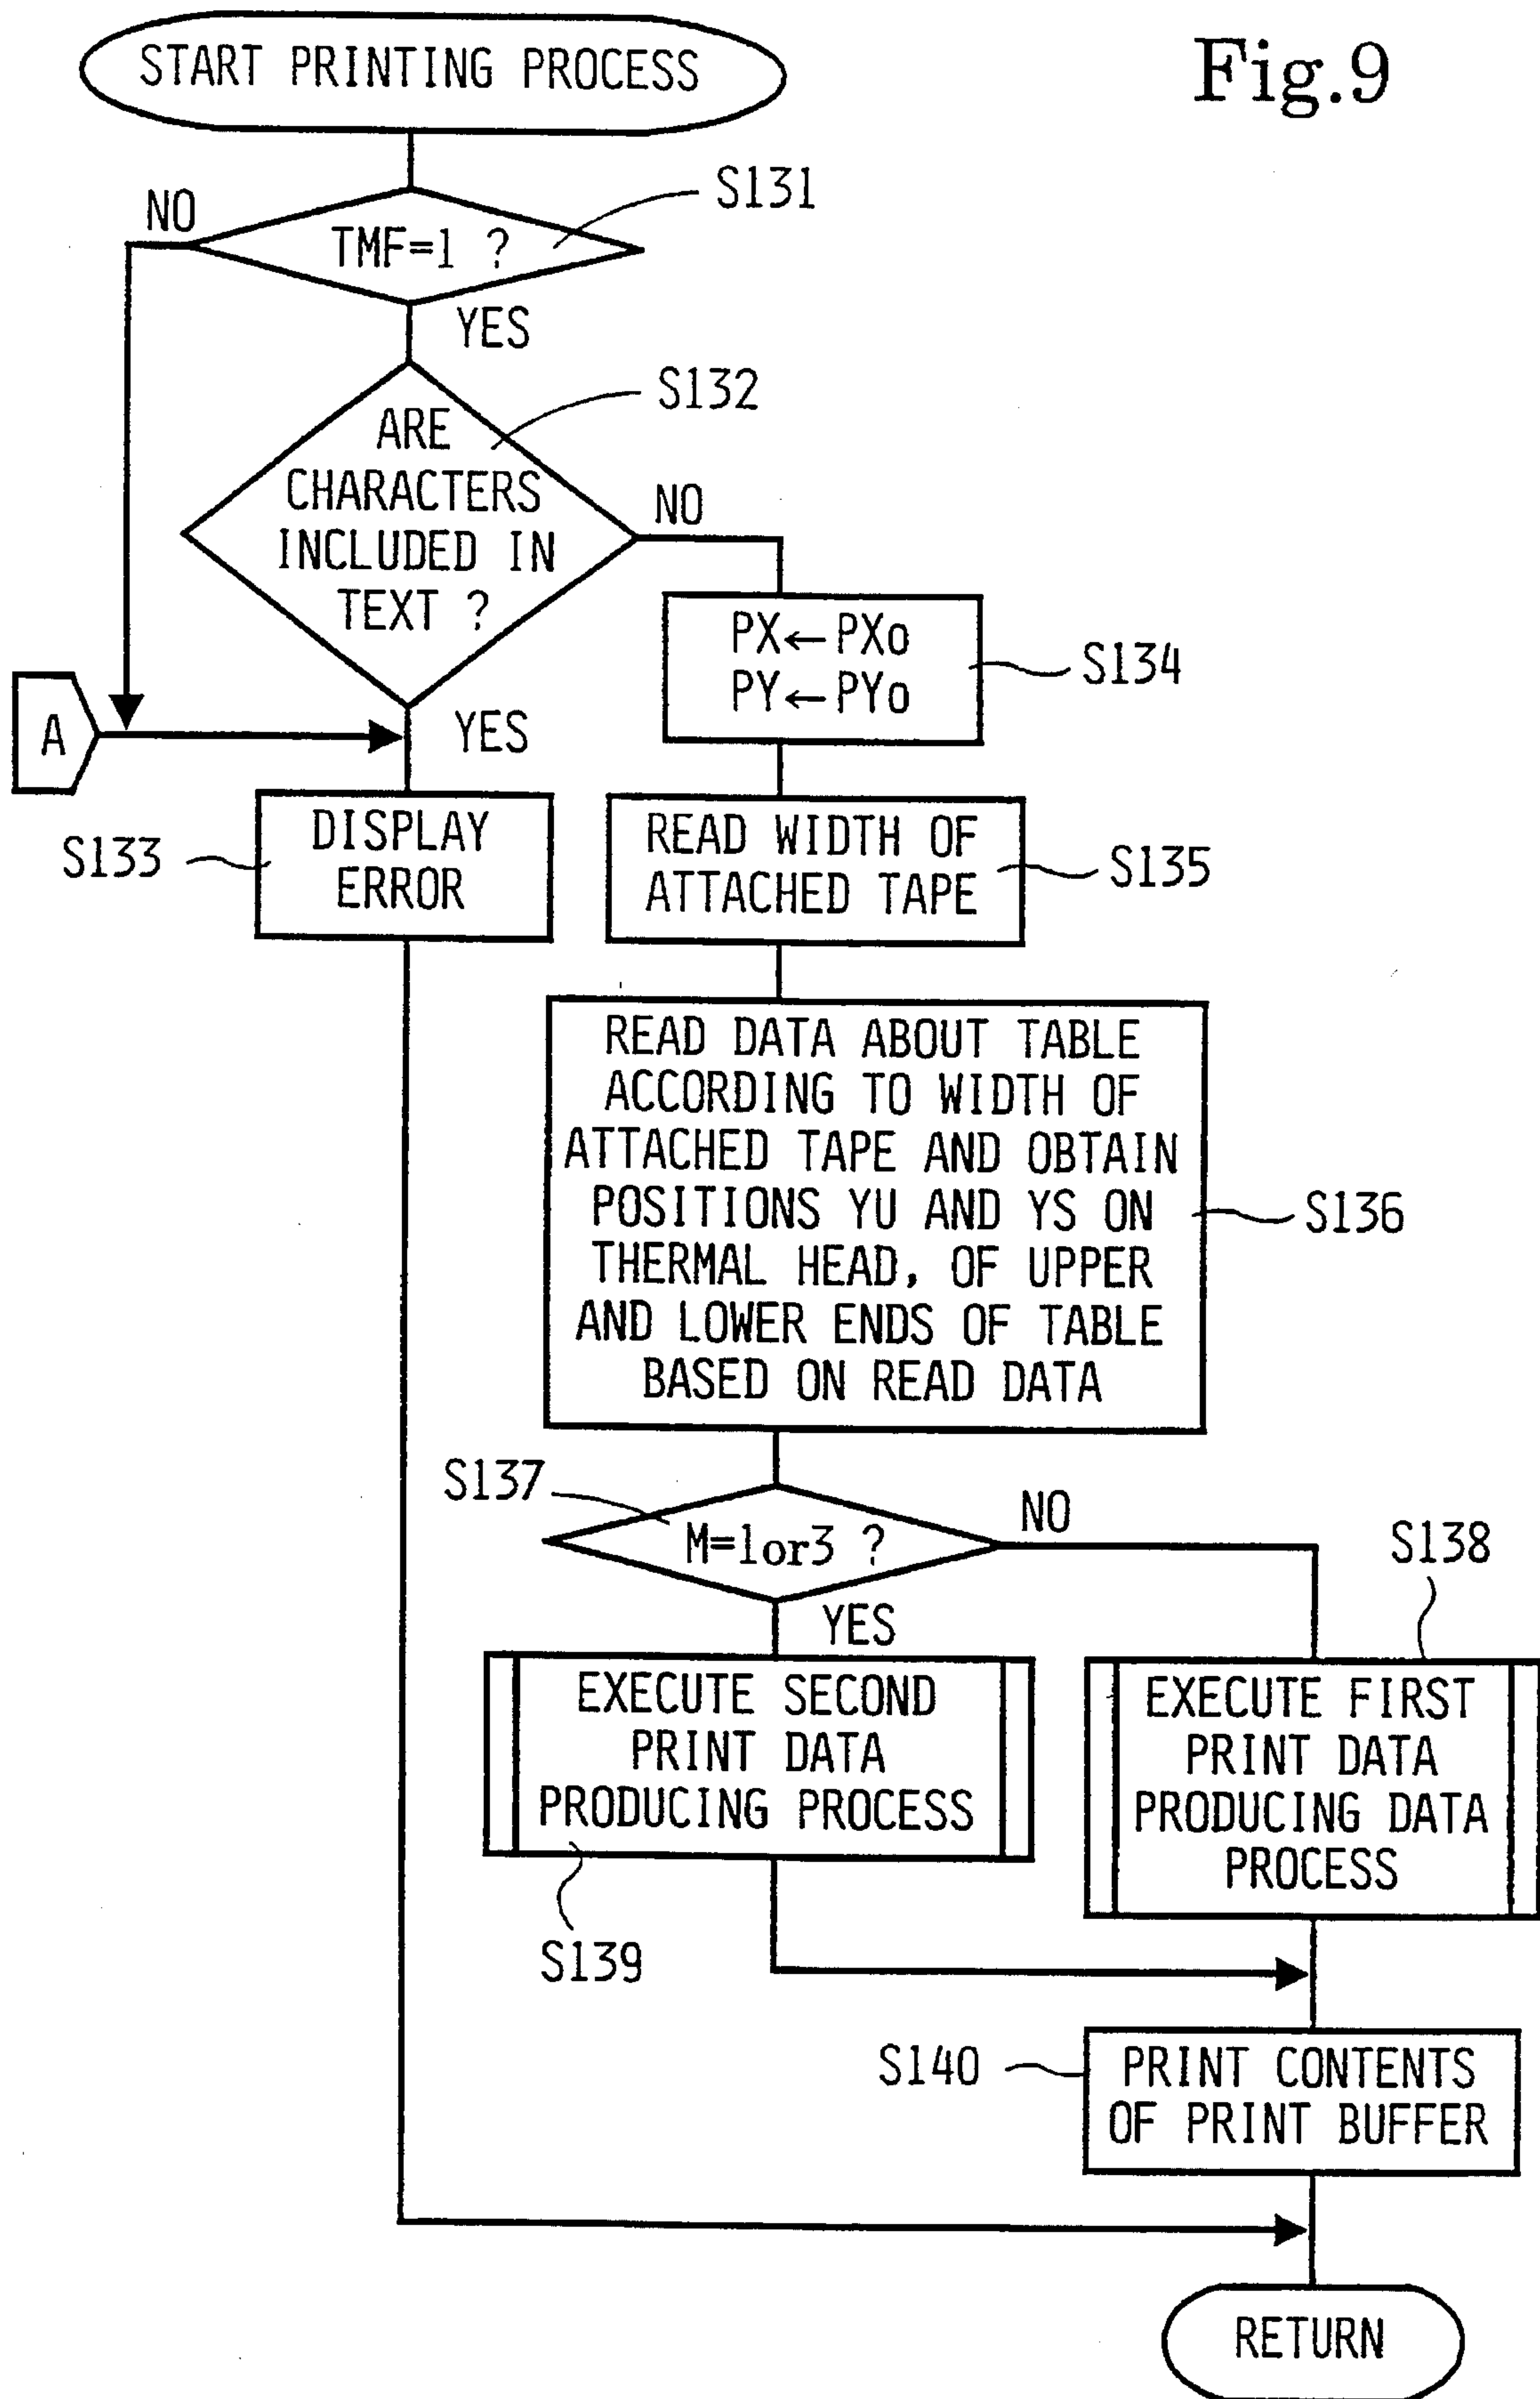 Fig.9
START PRINTING PROCESS
S131
NO
TMF=1 ?
YES
S132
ARE
CHARACTERS
INCLUDED IN
TEXT ?
NO
PX←PXo
PY←PYo
S134
A
YES
S133
DISPLAY
ERROR
READ WIDTH OF
ATTACHED TAPE
S135
READ DATA ABOUT TABLE
ACCORDING TO WIDTH OF
ATTACHED TAPE AND OBTAIN
POSITIONS YU AND YS ON
THERMAL HEAD, OF UPPER
AND LOWER ENDS OF TABLE
BASED ON READ DATA
S136
S137
M=1or3 ?
NO
S138
YES
EXECUTE SECOND
PRINT DATA
PRODUCING PROCESS
S139
EXECUTE FIRST
PRINT DATA
PRODUCING DATA
PROCESS
S140
PRINT CONTENTS
OF PRINT BUFFER
RETURN